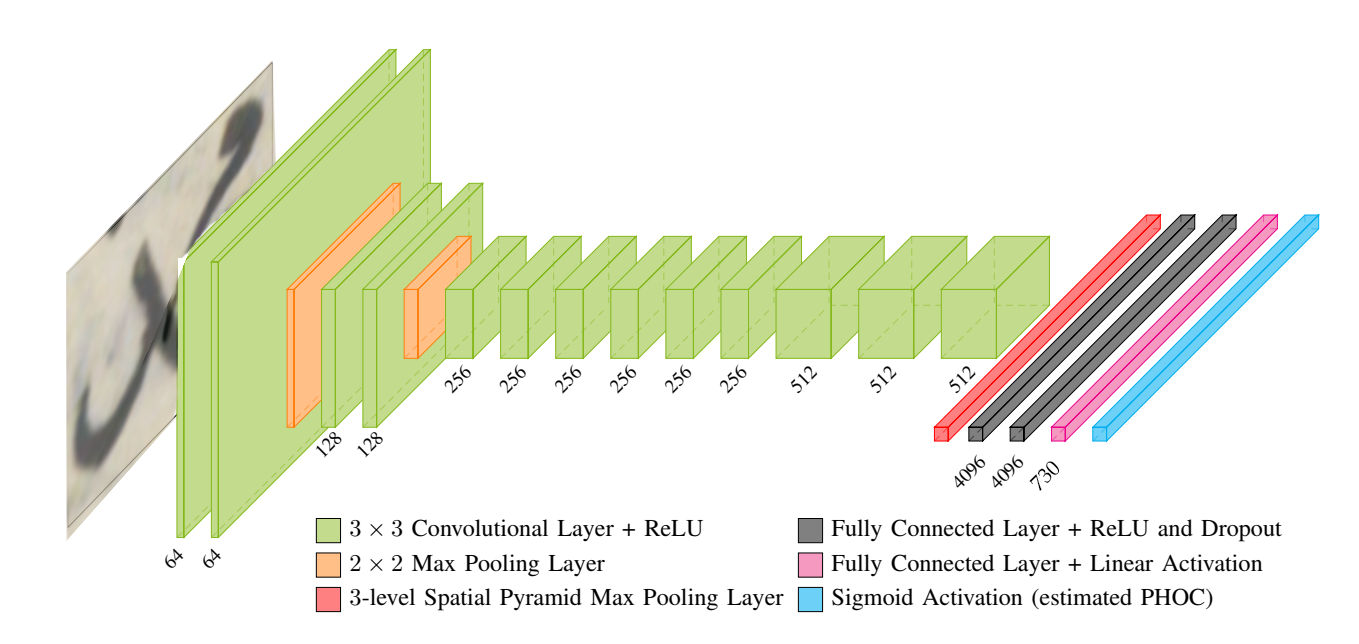 64
64
128
128
256
256
256
256
256
256
512
512
512
4096
4096
730
3 × 3 Convolutional Layer + ReLU
2 × 2 Max Pooling Layer
3-level Spatial Pyramid Max Pooling Layer
Fully Connected Layer + ReLU and Dropout
Fully Connected Layer + Linear Activation
Sigmoid Activation (estimated PHOC)